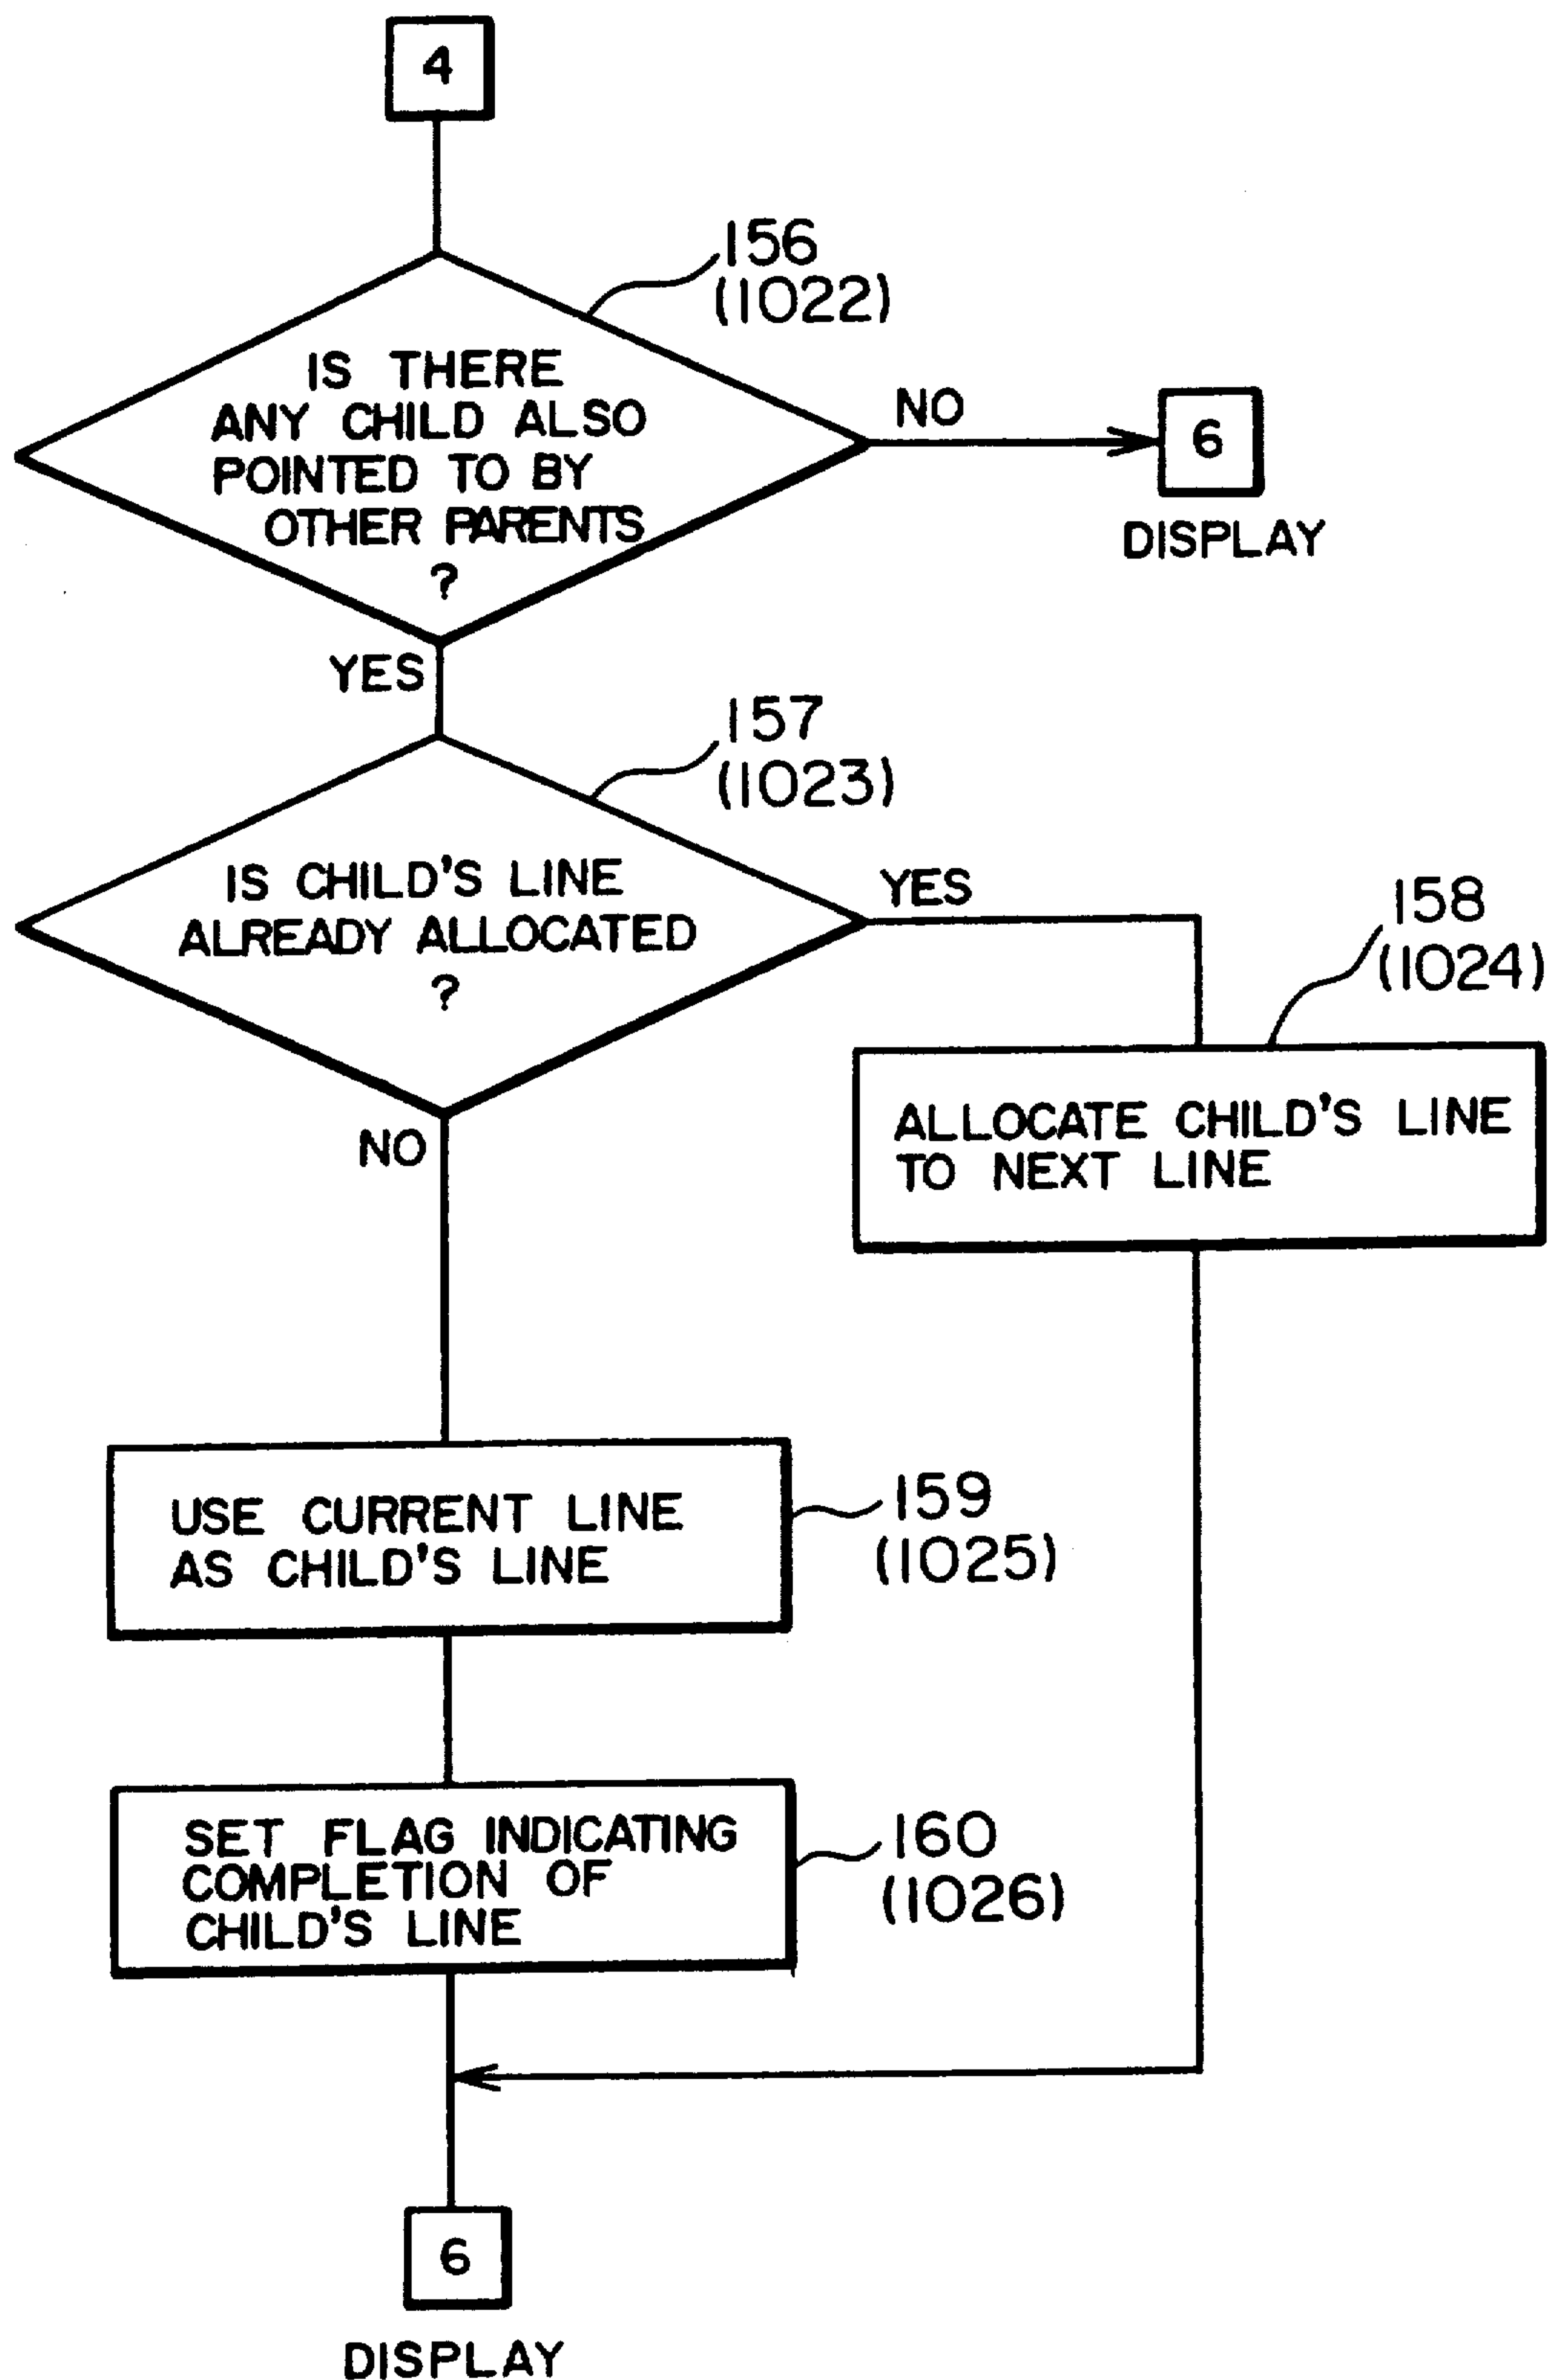 4
156
(1022)
IS THERE
ANY CHILD ALSO
POINTED TO BY
OTHER PARENTS
?
NO
6
DISPLAY
YES
157
(1023)
IS CHILD'S LINE
ALREADY ALLOCATED
?
YES
158
(1024)
ALLOCATE CHILD'S LINE
TO NEXT LINE
NO
USE CURRENT LINE
AS CHILD'S LINE
159
(1025)
SET FLAG INDICATING
COMPLETION OF
CHILD'S LINE
160
(1026)
6
DISPLAY